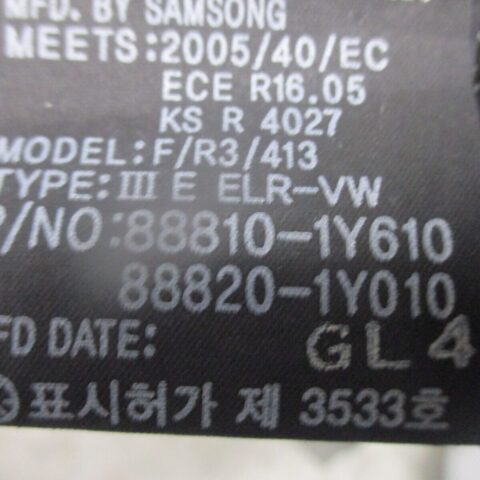 MFD. BY SAMSONG
MEETS:2005/40/EC
ECE R16.05
KS R 4027
MODEL:F/R3/413
TYPE: III E ELR-VW
P/NO:88810-1Y610
88820-1Y010
MFD DATE: GL4
표시허가 제 3533호